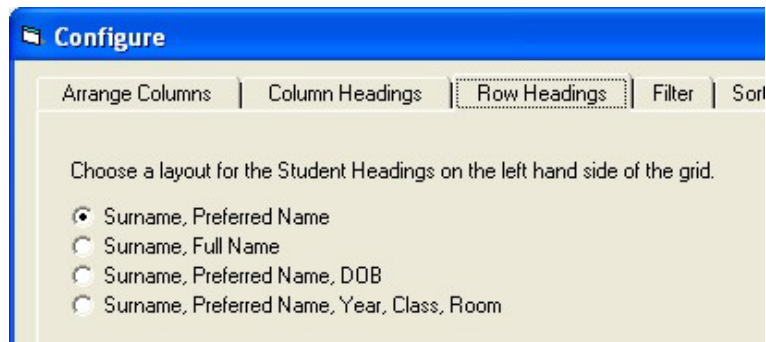 Configure
Arrange Columns Column Headings Row Headings Filter Sort
Choose a layout for the Student Headings on the left hand side of the grid.
Surname, Preferred Name
Surname, Full Name
Surname, Preferred Name, DOB
Surname, Preferred Name, Year, Class, Room